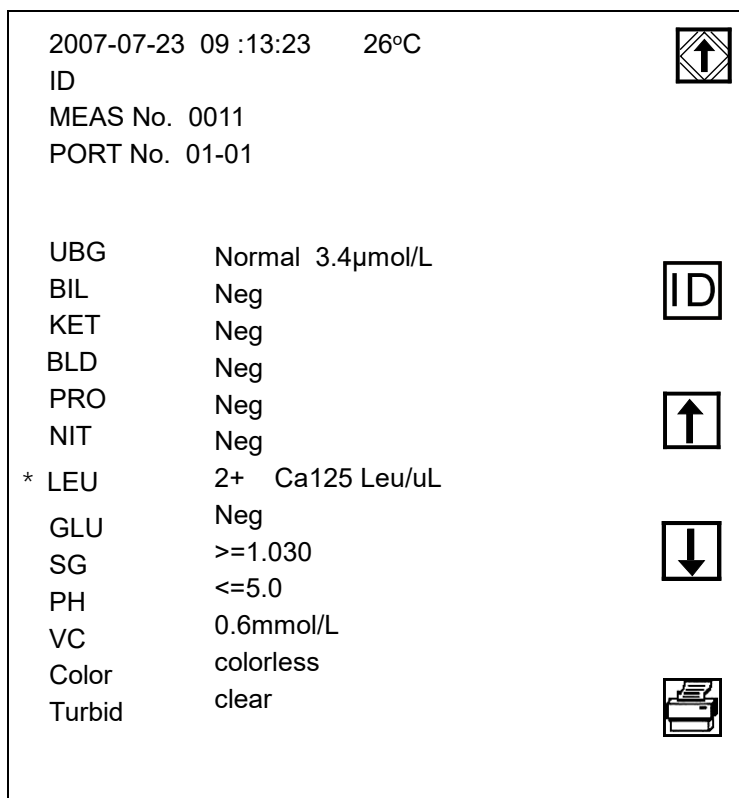 2007-07-23 09 :13:23 26°C
ID
MEAS No. 0011
PORT No. 01-01
UBG Normal 3.4μmol/L
BIL Neg
ID
KET Neg
BLD Neg
PRO Neg
NIT Neg
* LEU 2+ Ca125 Leu/uL
GLU Neg
SG >=1.030
PH <=5.0
VC 0.6mmol/L
Color colorless
Turbid clear